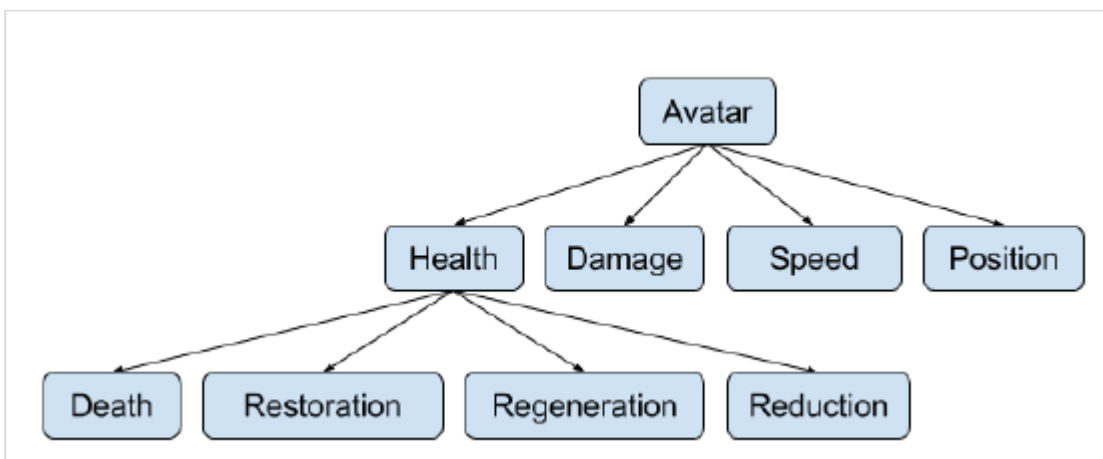 Avatar
Health Damage Speed Position
Death Restoration Regeneration Reduction